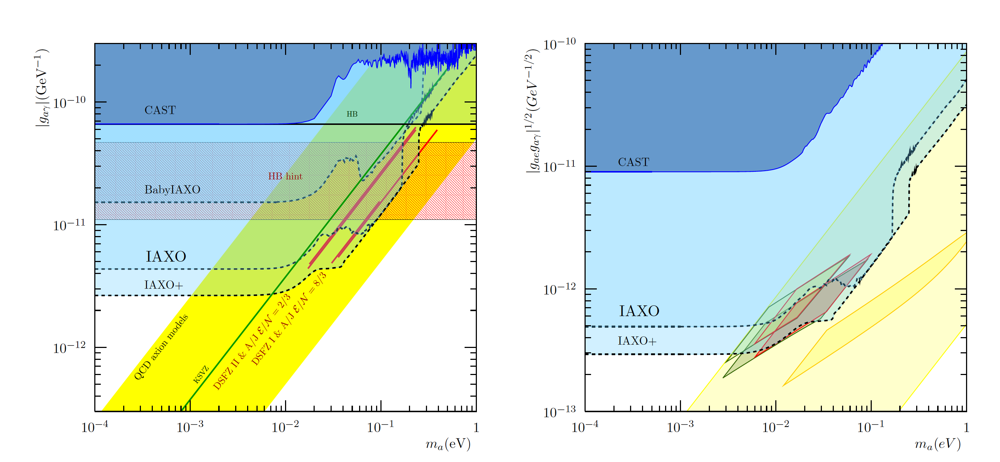 |g_{aγ}|(GeV^{−1})
10^{−10}
10^{−11}
10^{−12}
CAST
HB
HB hint
BabyIAXO
IAXO
IAXO+
QCD axion models
KSVZ
DSFZ II & A/J ℰ/𝒩 = 2/3
DSFZ I & A/J ℰ/𝒩 = 8/3
10^{−4} 10^{−3} 10^{−2} 10^{−1} 1
m_a(eV)
|g_{ae}g_{aγ}|^{1/2}(GeV^{−1/2})
10^{−10}
10^{−11}
10^{−12}
10^{−13}
CAST
IAXO
IAXO+
10^{−4} 10^{−3} 10^{−2} 10^{−1} 1
m_a(eV)